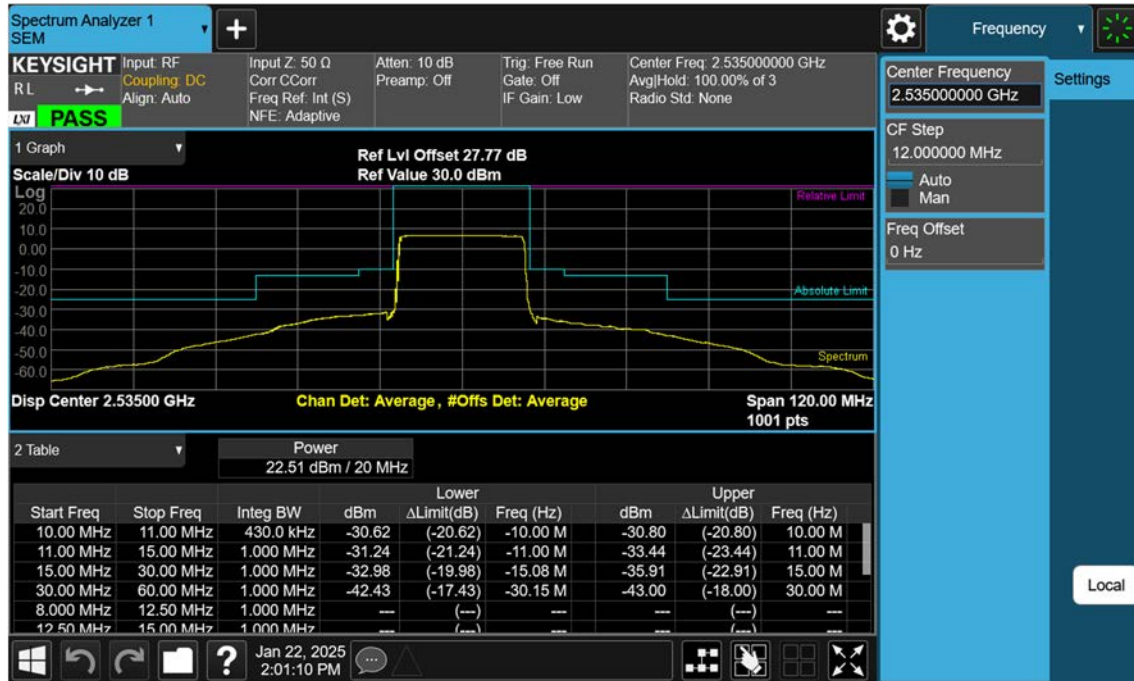 Spectrum Analyzer 1
SEM
+
Frequency
KEYSIGHT
RL
LXI
PASS
Input: RF
Coupling: DC
Align: Auto
Input Z: 50 Ω
Corr CCorr
Freq Ref: Int (S)
NFE: Adaptive
Atten: 10 dB
Preamp: Off
Trig: Free Run
Gate: Off
IF Gain: Low
Center Freq: 2.535000000 GHz
Avg|Hold: 100.00% of 3
Radio Std: None
Center Frequency
2.535000000 GHz
Settings
CF Step
12.000000 MHz
Auto
Man
Freq Offset
0 Hz
Local
1 Graph
Scale/Div 10 dB
Ref Lvl Offset 27.77 dB
Ref Value 30.0 dBm
Log
20.0
10.0
0.00
-10.0
-20.0
-30.0
-40.0
-50.0
-60.0
Relative Limit
Absolute Limit
Spectrum
Disp Center 2.53500 GHz
Chan Det: Average, #Offs Det: Average
Span 120.00 MHz
1001 pts
2 Table
Power
22.51 dBm / 20 MHz
Lower Upper
Start Freq Stop Freq Integ BW dBm ΔLimit(dB) Freq (Hz) dBm ΔLimit(dB) Freq (Hz)
10.00 MHz 11.00 MHz 430.0 kHz -30.62 (-20.62) -10.00 M -30.80 (-20.80) 10.00 M
11.00 MHz 15.00 MHz 1.000 MHz -31.24 (-21.24) -11.00 M -33.44 (-23.44) 11.00 M
15.00 MHz 30.00 MHz 1.000 MHz -32.98 (-19.98) -15.08 M -35.91 (-22.91) 15.00 M
30.00 MHz 60.00 MHz 1.000 MHz -42.43 (-17.43) -30.15 M -43.00 (-18.00) 30.00 M
8.000 MHz 12.50 MHz 1.000 MHz --- (---) --- --- (---) ---
12.50 MHz 15.00 MHz 1.000 MHz --- (---) --- --- (---) ---
?
Jan 22, 2025
2:01:10 PM